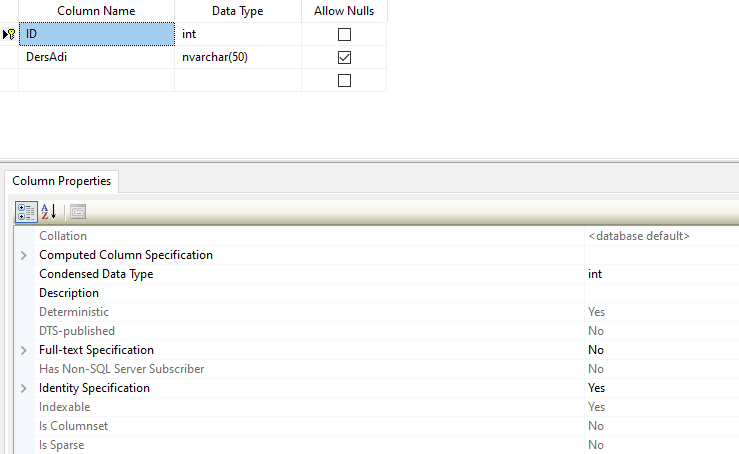 Column Name Data Type Allow Nulls
ID int
DersAdi nvarchar(50)
Column Properties
Collation <database default>
Computed Column Specification
Condensed Data Type int
Description
Deterministic Yes
DTS-published No
Full-text Specification No
Has Non-SQL Server Subscriber No
Identity Specification Yes
Indexable Yes
Is Columnset No
Is Sparse No